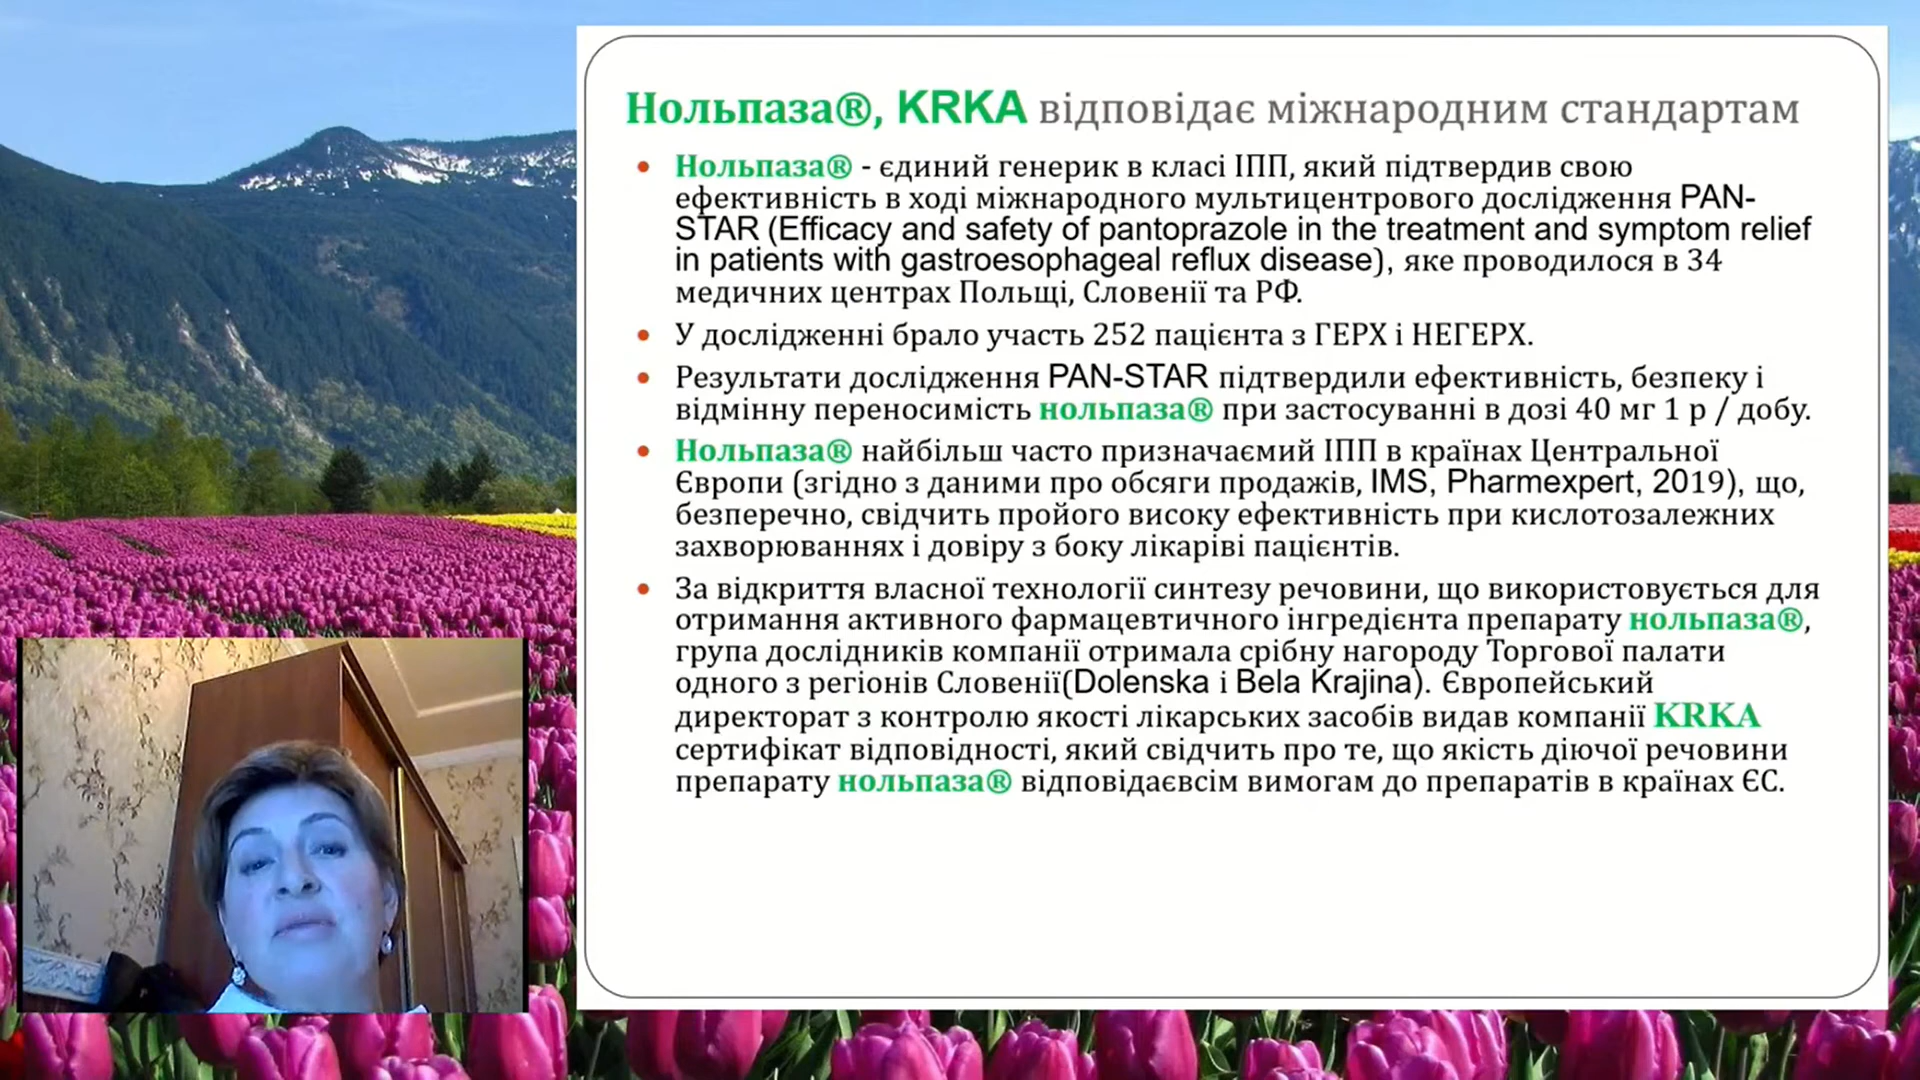 Нольпаза®, KRKA відповідає міжнародним стандартам
• Нольпаза® - єдиний генерик в класі ІПП, який підтвердив свою
ефективність в ході міжнародного мультицентрового дослідження PAN-
STAR (Efficacy and safety of pantoprazole in the treatment and symptom relief
in patients with gastroesophageal reflux disease), яке проводилося в 34
медичних центрах Польщі, Словенії та РФ.
• У дослідженні брало участь 252 пацієнта з ГЕРХ і НЕГЕРХ.
• Результати дослідження PAN-STAR підтвердили ефективність, безпеку і
відмінну переносимість нольпаза® при застосуванні в дозі 40 мг 1 р / добу.
• Нольпаза® найбільш часто призначаємий ІПП в країнах Центральної
Європи (згідно з даними про обсяги продажів, IMS, Pharmexpert, 2019), що,
безперечно, свідчить пройого високу ефективність при кислотозалежних
захворюваннях і довіру з боку лікаріві пацієнтів.
• За відкриття власної технології синтезу речовини, що використовується для
отримання активного фармацевтичного інгредієнта препарату нольпаза®,
група дослідників компанії отримала срібну нагороду Торгової палати
одного з регіонів Словенії(Dolenska і Bela Krajina). Європейський
директорат з контролю якості лікарських засобів видав компанії KRKA
сертифікат відповідності, який свідчить про те, що якість діючої речовини
препарату нольпаза® відповідаєвсім вимогам до препаратів в країнах ЄС.